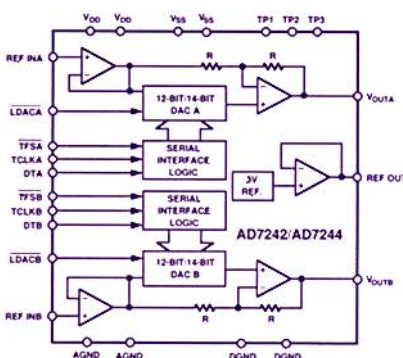 VDD VDD VSS VSS TP1 TP2 TP3
REF INA
R R
12-BIT/14-BIT
DAC A
VOUTA
LDACA
TFSA
TCLKA
DTA
SERIAL
INTERFACE
LOGIC
REF OUT
3V
REF.
TFSB
TCLKB
DTB
SERIAL
INTERFACE
LOGIC
AD7242/AD7244
LDACB
12-BIT/14-BIT
DAC B
VOUTB
REF INB
R R
AGND AGND DGND DGND